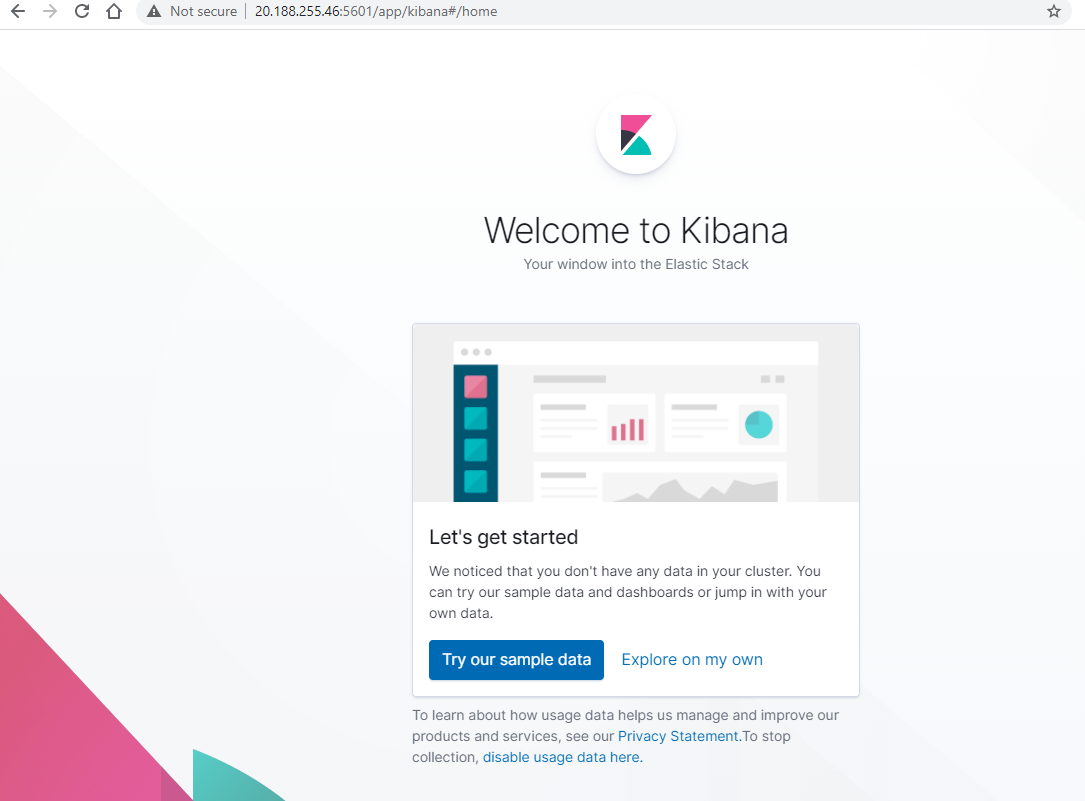 Not secure 20.188.255.46:5601/app/kibana#/home
Welcome to Kibana
Your window into the Elastic Stack
Let's get started
We noticed that you don't have any data in your cluster. You
can try our sample data and dashboards or jump in with your
own data.
Try our sample data Explore on my own
To learn about how usage data helps us manage and improve our
products and services, see our Privacy Statement.To stop
collection, disable usage data here.